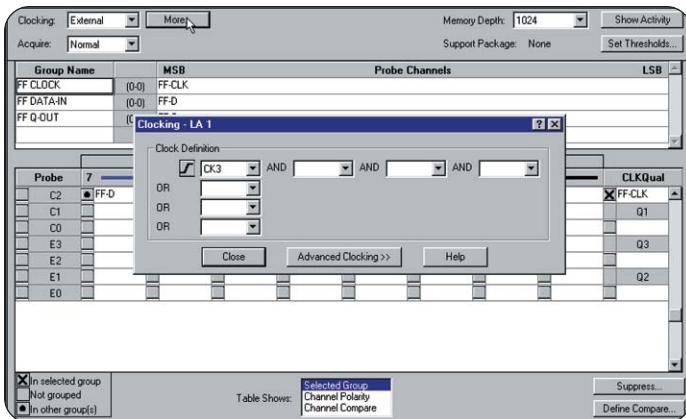 Clocking: External More... Memory Depth: 1024 Show Activity
Acquire: Normal Support Package: None Set Thresholds...
Group Name MSB Probe Channels LSB
FF CLOCK (0-0) FF-CLK
FF DATA-IN (0-0) FF-D
FF Q-OUT
Clocking - LA 1
Clock Definition
CK3 AND AND AND
OR
OR
OR
Close Advanced Clocking >> Help
Probe 7 CLKQual
C2 FF-D FF-CLK
C1 Q1
C0
E3 Q3
E2
E1 Q2
E0
In selected group
Not grouped
In other group(s)
Table Shows: Selected Group
Channel Polarity
Channel Compare
Suppress...
Define Compare...